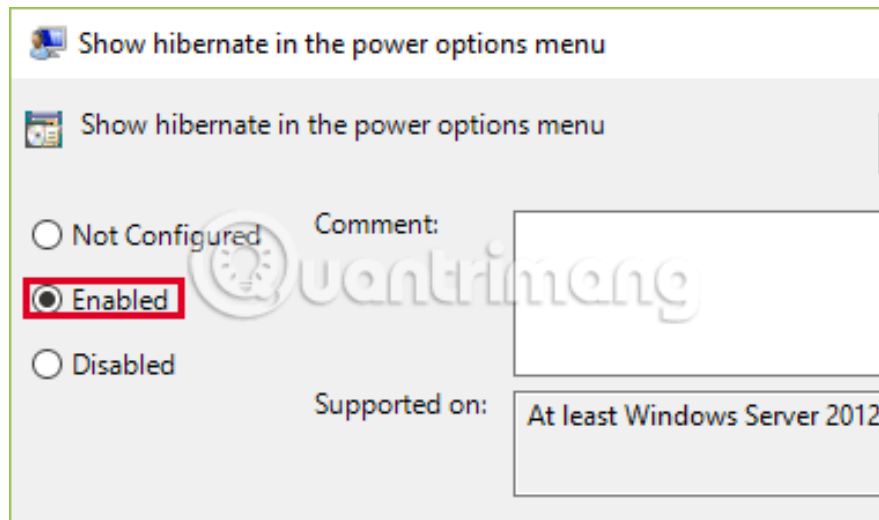 Show hibernate in the power options menu
Show hibernate in the power options menu
Not Configured
Comment:
Quantrimang
Enabled
Disabled
Supported on:
At least Windows Server 2012